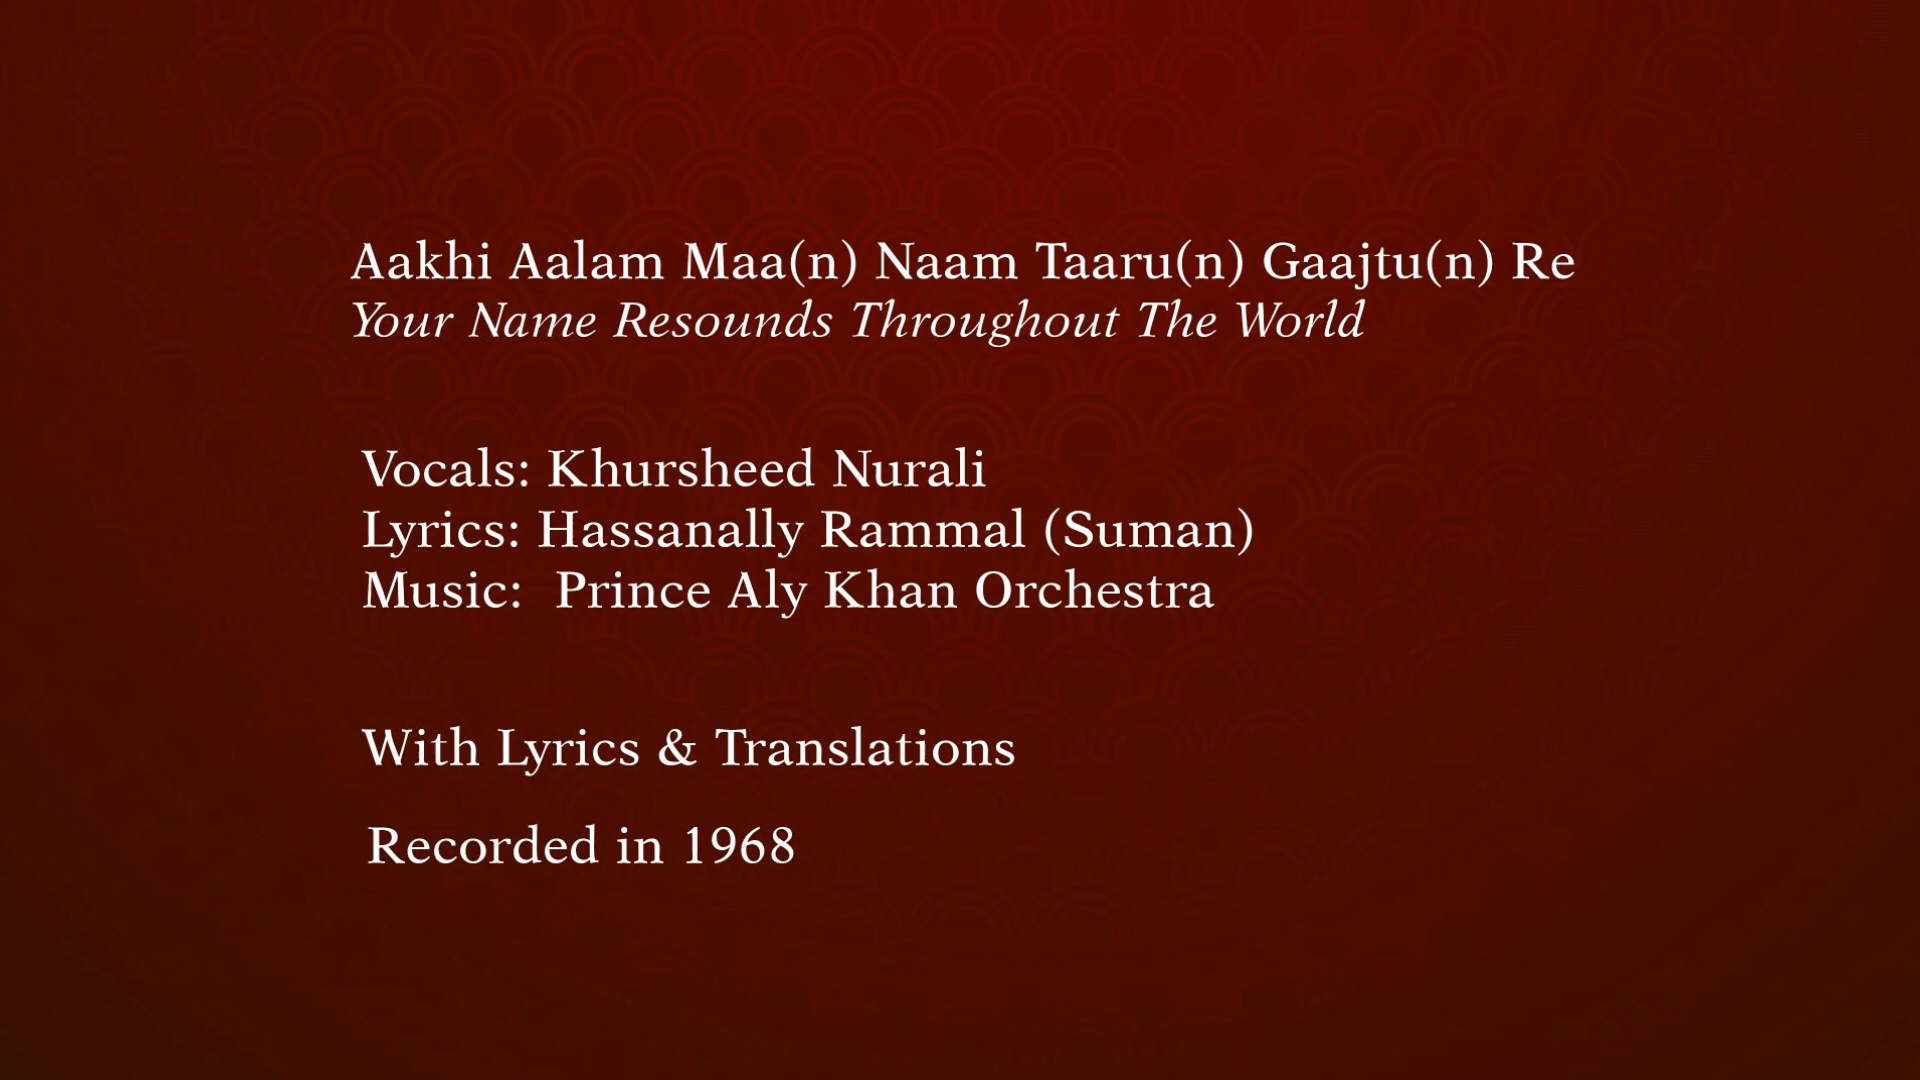 Aakhi Aalam Maa(n) Naam Taaru(n) Gaajtu(n) Re
Your Name Resounds Throughout The World
Vocals: Khursheed Nurali
Lyrics: Hassanally Rammal (Suman)
Music:  Prince Aly Khan Orchestra
With Lyrics & Translations
Recorded in 1968